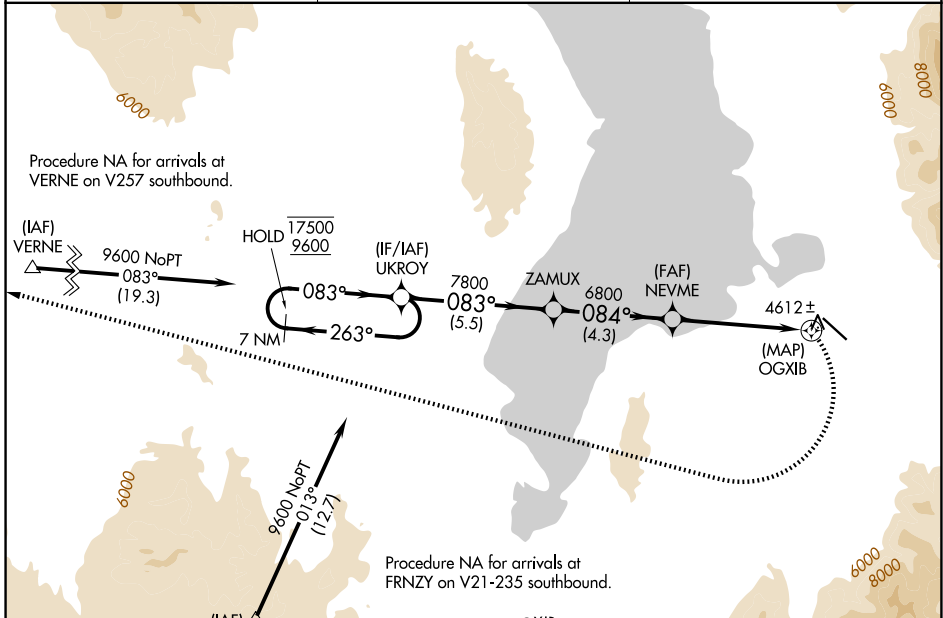 6000
8000
6000
Procedure NA for arrivals at
VERNE on V257 southbound.
(IAF)
VERNE
9600 NoPT
083°
(19.3)
HOLD
17500
9600
(IF/IAF)
UKROY
083°
263°
7 NM
7800
083°
(5.5)
ZAMUX
6800
084°
(4.3)
(FAF)
NEVME
4612±
(MAP)
OGXIB
6000
9600 NoPT
013°
(12.7)
Procedure NA for arrivals at
FRNZY on V21-235 southbound.
6000
8000
(IAF)